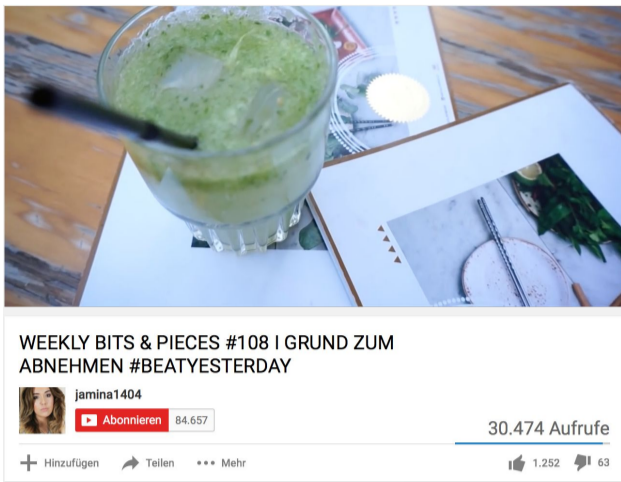 WEEKLY BITS & PIECES #108 I GRUND ZUM
ABNEHMEN #BEATYESTERDAY
jamina1404
Abonnieren 84.657
30.474 Aufrufe
Hinzufügen Teilen Mehr 1.252 63